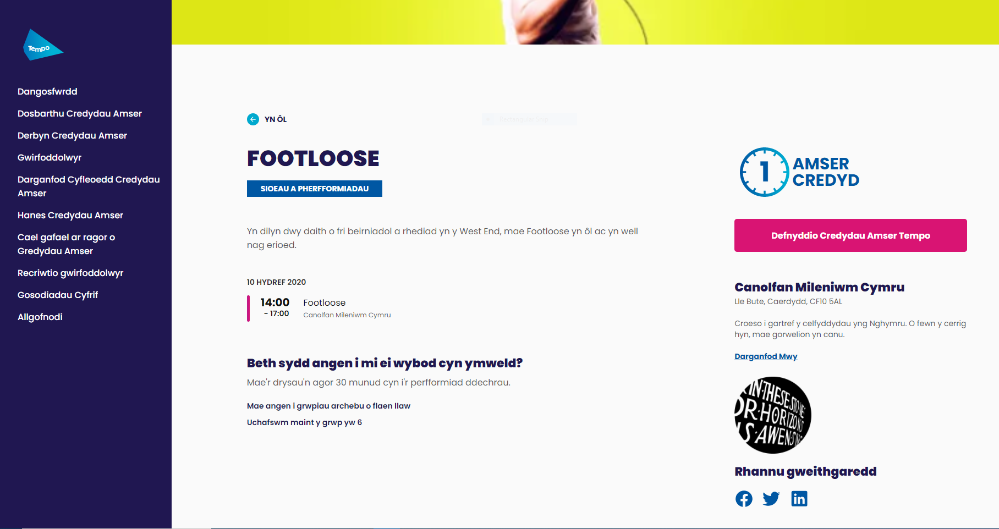 Tempo
Dangosfwrdd
Dosbarthu Credydau Amser
Derbyn Credydau Amser
Gwirfoddolwyr
Darganfod Cyfleoedd Credydau
Amser
Hanes Credydau Amser
Cael gafael ar ragor o
Gredydau Amser
Recriwtio gwirfoddolwyr
Gosodiadau Cyfrif
Allgofnodi
YN ÔL
Rectangular Snip
FOOTLOOSE
SIOEAU A PHERFFORMIADAU
Yn dilyn dwy daith o fri beirniadol a rhediad yn y West End, mae Footloose yn ôl ac yn well
nag erioed.
10 HYDREF 2020
14:00 Footloose
- 17:00 Canolfan Mileniwm Cymru
Beth sydd angen i mi ei wybod cyn ymweld?
Mae'r drysau'n agor 30 munud cyn i'r perfformiad ddechrau.
Mae angen i grwpiau archebu o flaen llaw
Uchafswm maint y grwp yw 6
1
AMSER
CREDYD
Defnyddio Credydau Amser Tempo
Canolfan Mileniwm Cymru
Lle Bute, Caerdydd, CF10 5AL
Croeso i gartref y celfyddydau yng Nghymru. O fewn y cerrig
hyn, mae gorwelion yn canu.
Darganfod Mwy
IN·THESE·STONE
OR·HORIZONS
S·AWEN·S
Rhannu gweithgaredd